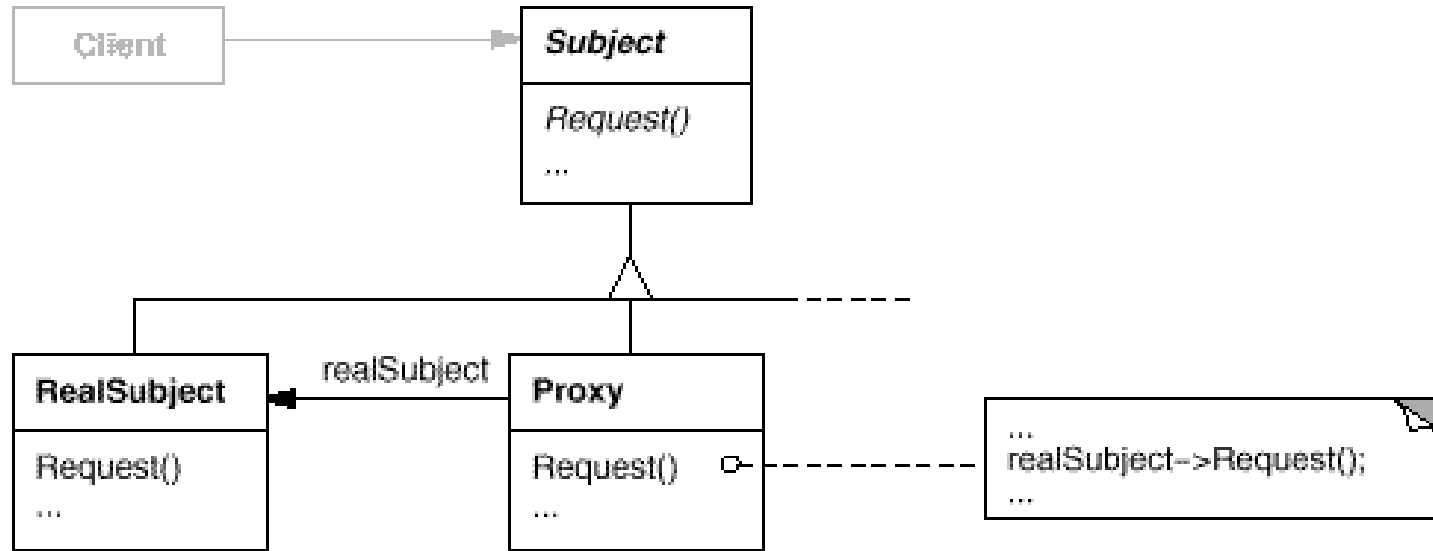 Client
Subject
Request()
...
realSubject
RealSubject
Request()
...
Proxy
Request()
...
...
realSubject−>Request();
...